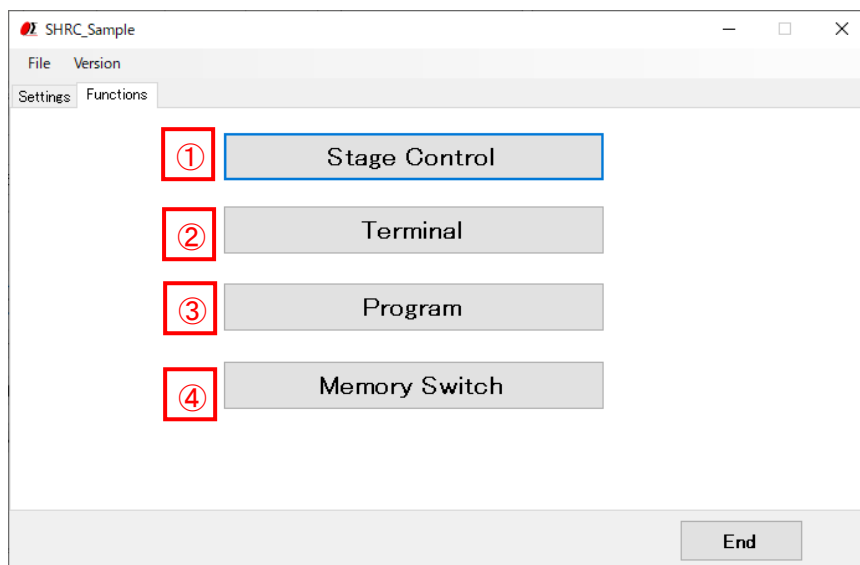 SHRC_Sample
File Version
Settings Functions
① Stage Control
② Terminal
③ Program
④ Memory Switch
End